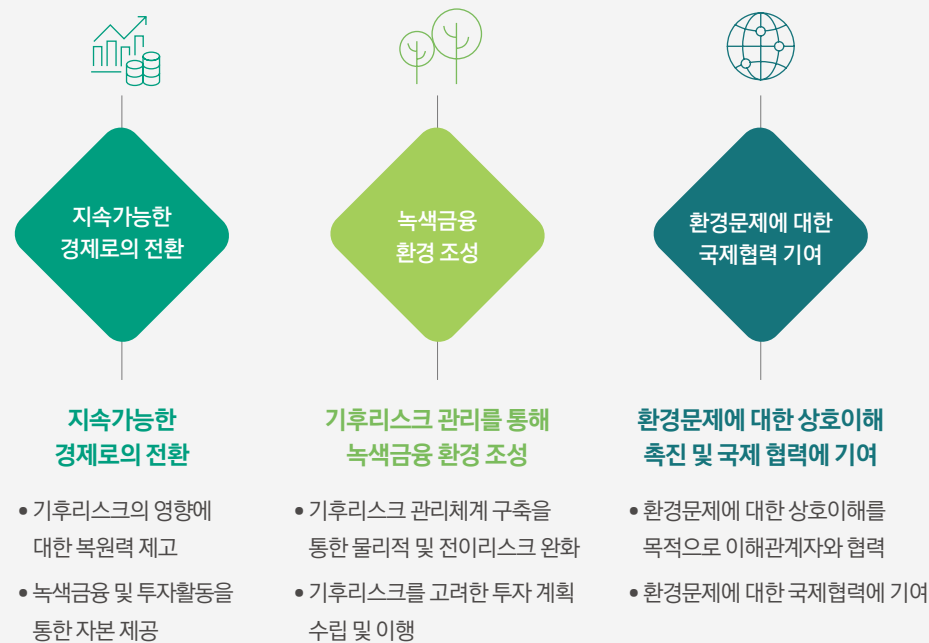 지속가능한
경제로의 전환
녹색금융
환경 조성
환경문제에 대한
국제협력 기여
지속가능한
경제로의 전환
• 기후리스크의 영향에
대한 복원력 제고
• 녹색금융 및 투자활동을
통한 자본 제공
기후리스크 관리를 통해
녹색금융 환경 조성
• 기후리스크 관리체계 구축을
통한 물리적 및 전이리스크 완화
• 기후리스크를 고려한 투자 계획
수립 및 이행
환경문제에 대한 상호이해
촉진 및 국제 협력에 기여
• 환경문제에 대한 상호이해를
목적으로 이해관계자와 협력
• 환경문제에 대한 국제협력에 기여